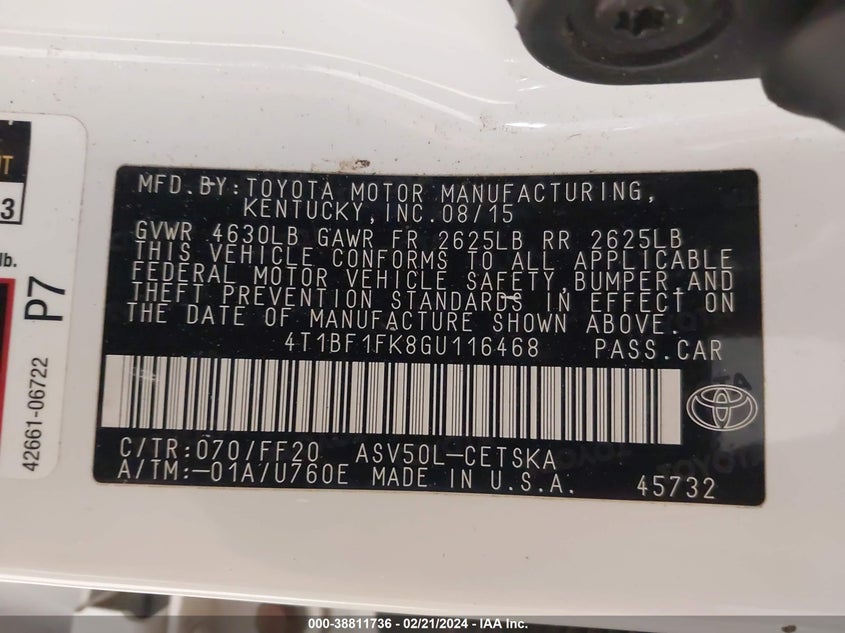 MFD.BY:TOYOTA MOTOR MANUFACTURING,
KENTUCKY,INC.08/15
GVWR 4630LB GAWR FR 2625LB RR 2625LB
THIS VEHICLE CONFORMS TO ALL APPLICABLE
FEDERAL MOTOR VEHICLE SAFETY,BUMPER,AND
THEFT PREVENTION STANDARDS IN EFFECT ON
THE DATE OF MANUFACTURE SHOWN ABOVE.
4T1BF1FK8GU116468 PASS.CAR
C/TR:070/FF20 ASV50L-CETSKA
A/TM:-01A/U760E MADE IN U.S.A. 45732
TOYOTA
3
lb.
P7
42661-06722
000-38811736 - 02/21/2024 - IAA Inc.